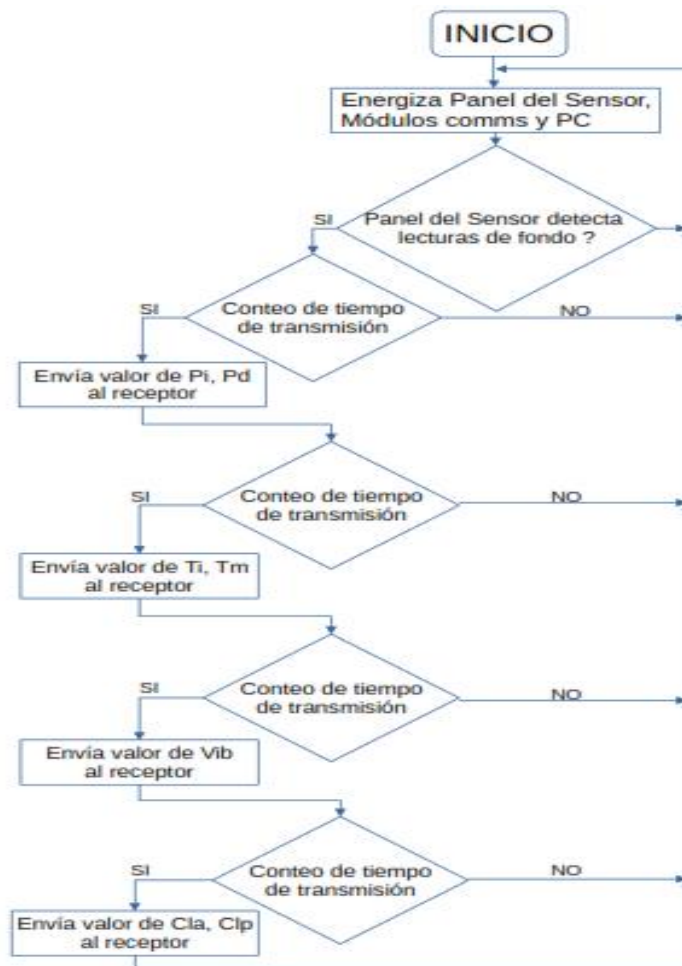 INICIO
Energiza Panel del Sensor,
Módulos comms y PC
SI
Panel del Sensor detecta
lecturas de fondo ?
SI
Conteo de tiempo
de transmisión
NO
Envía valor de Pi, Pd
al receptor
SI
Conteo de tiempo
de transmisión
NO
Envía valor de Ti, Tm
al receptor
SI
Conteo de tiempo
de transmisión
NO
Envía valor de Vib
al receptor
SI
Conteo de tiempo
de transmisión
NO
Envía valor de Cla, Clp
al receptor